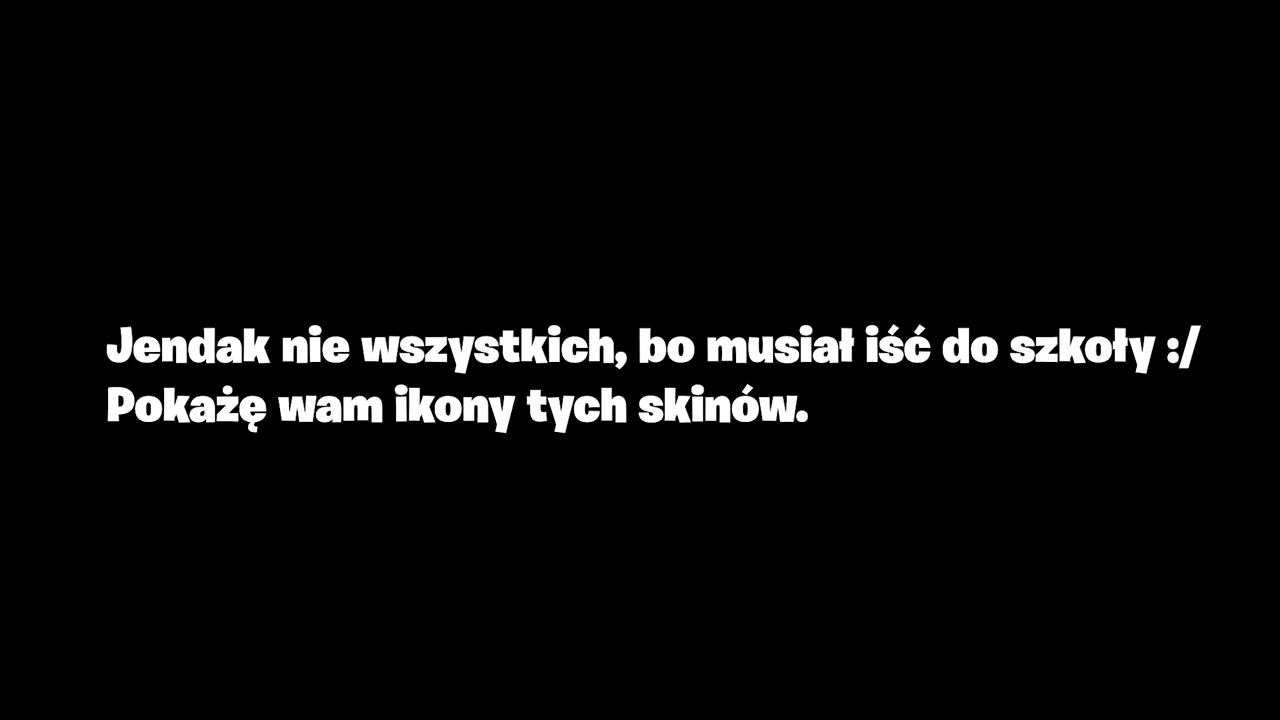 Jendak nie wszystkich, bo musiał iść do szkoły :/
Pokażę wam ikony tych skinów.